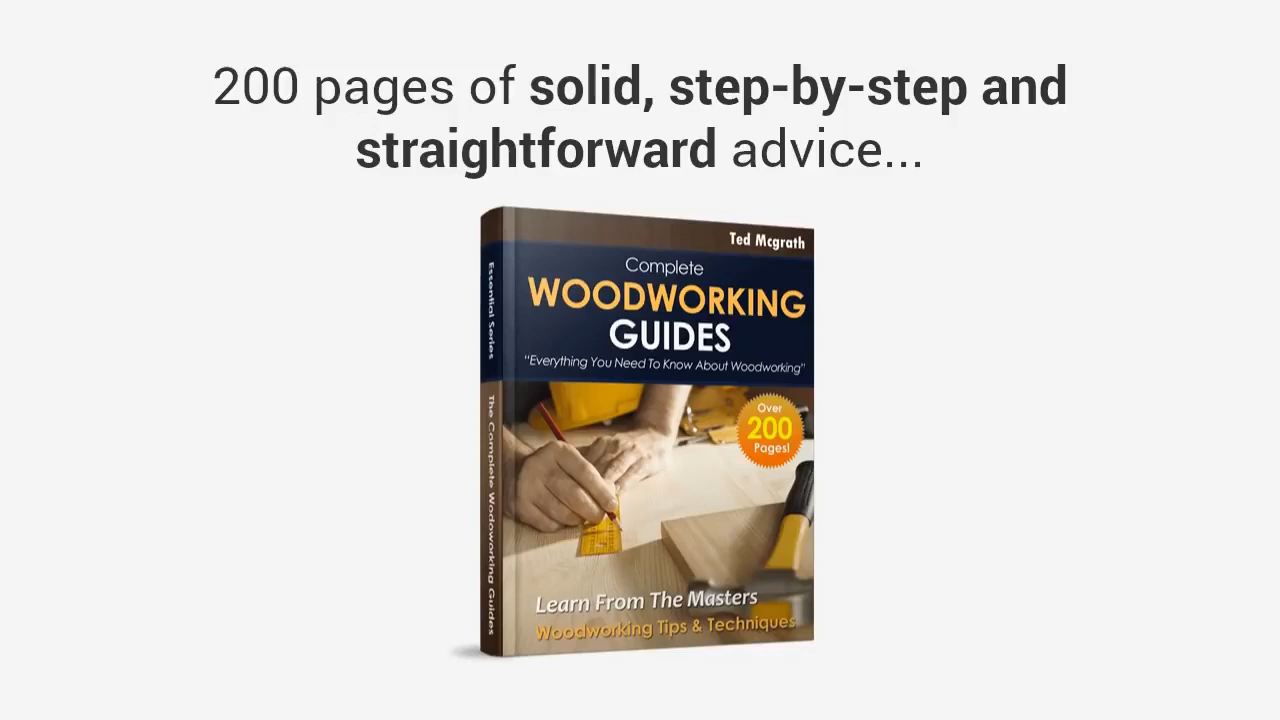 200 pages of solid, step-by-step and
straightforward advice...
Ted Mcgrath
Complete
WOODWORKING
GUIDES
"Everything You Need To Know About Woodworking"
Over
200
Pages!
Learn From The Masters
Woodworking Tips & Techniques
Essential Series
The Complete Wodoworking Guides